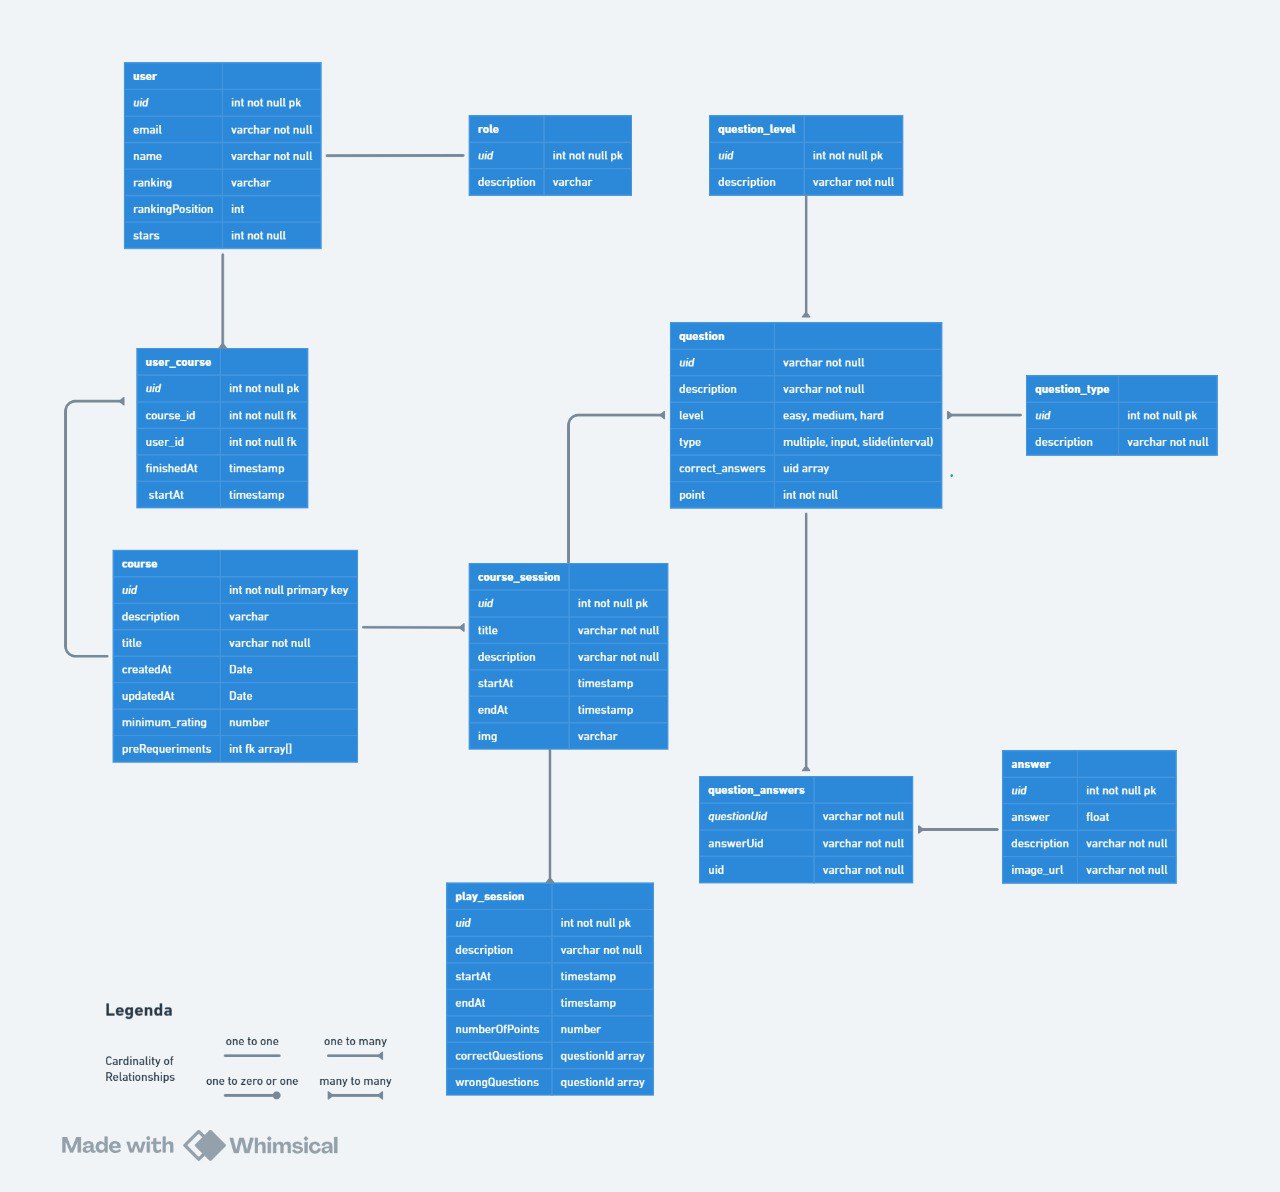 user
uid int not null pk
email varchar not null
name varchar not null
ranking varchar
rankingPosition int
stars int not null
role
uid int not null pk
description varchar
question_level
uid int not null pk
description varchar not null
user_course
uid int not null pk
course_id int not null fk
user_id int not null fk
finishedAt timestamp
startAt timestamp
question
uid varchar not null
description varchar not null
level easy, medium, hard
type multiple, input, slide(interval)
correct_answers uid array
point int not null
question_type
uid int not null pk
description varchar not null
course
uid int not null primary key
description varchar
title varchar not null
createdAt Date
updatedAt Date
minimum_rating number
preRequeriments int fk array[]
course_session
uid int not null pk
title varchar not null
description varchar not null
startAt timestamp
endAt timestamp
img varchar
question_answers
questionUid varchar not null
answerUid varchar not null
uid varchar not null
answer
uid int not null pk
answer float
description varchar not null
image_url varchar not null
play_session
uid int not null pk
description varchar not null
startAt timestamp
endAt timestamp
numberOfPoints number
correctQuestions questionId array
wrongQuestions questionId array
Legenda
Cardinality of
Relationships
one to one
one to many
one to zero or one
many to many
Made with Whimsical